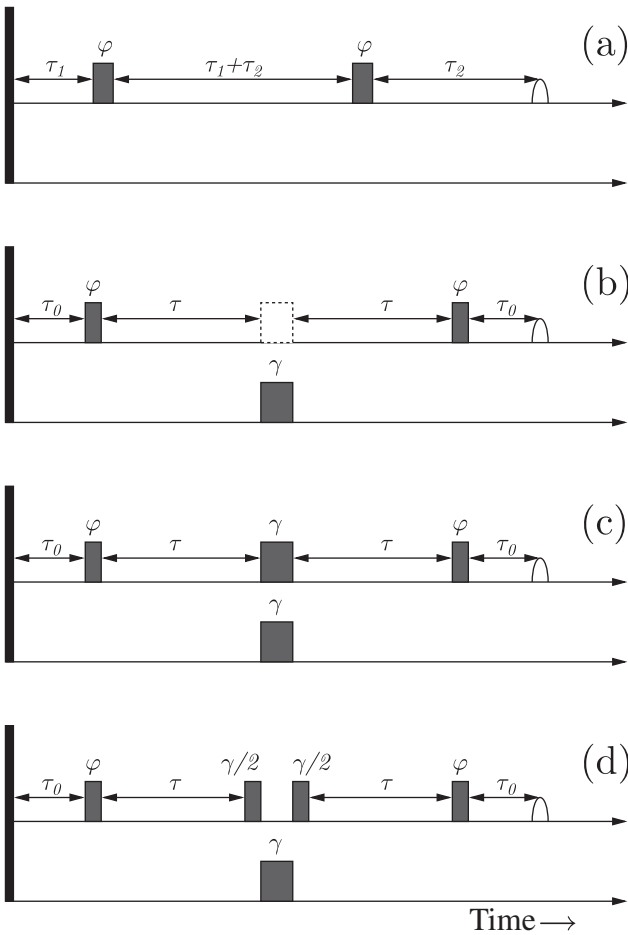 φ φ (a)
τ₁ τ₁+τ₂ τ₂
φ φ (b)
τ₀ τ τ τ₀
γ
φ γ φ (c)
τ₀ τ τ τ₀
γ
φ γ/2 γ/2 φ (d)
τ₀ τ τ τ₀
γ
Time→